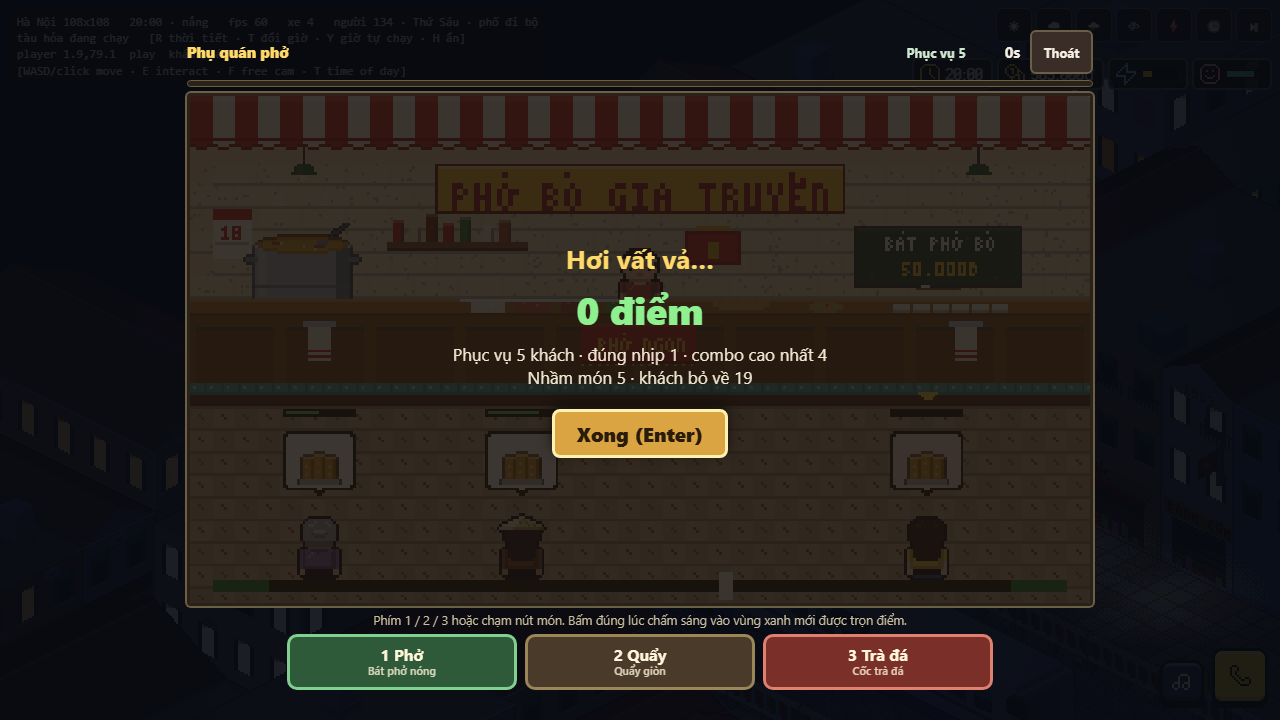 Hà Nội 108x108 20:00 · nắng fps 60 xe 4 người 134 · Thứ Sáu · phố đi bộ
tàu hỏa đang chạy [R thời tiết · T đổi giờ · Y giờ tự chạy · H ẩn]
player 1.9,79.1 play
[WASD/click move · E interact · F free cam · T time of day]
Phụ quán phở
Phục vụ 5
0s
Thoát
20:00
PHỞ BÒ GIA TRUYỀN
18
BÁT PHỞ BÒ
50.000Đ
Hơi vất vả...
0 điểm
PHỞ NGON
Phục vụ 5 khách · đúng nhịp 1 · combo cao nhất 4
Nhầm món 5 · khách bỏ về 19
Xong (Enter)
Phím 1 / 2 / 3 hoặc chạm nút món. Bấm đúng lúc chấm sáng vào vùng xanh mới được trọn điểm.
1 Phở
Bát phở nóng
2 Quẩy
Quẩy giòn
3 Trà đá
Cốc trà đá